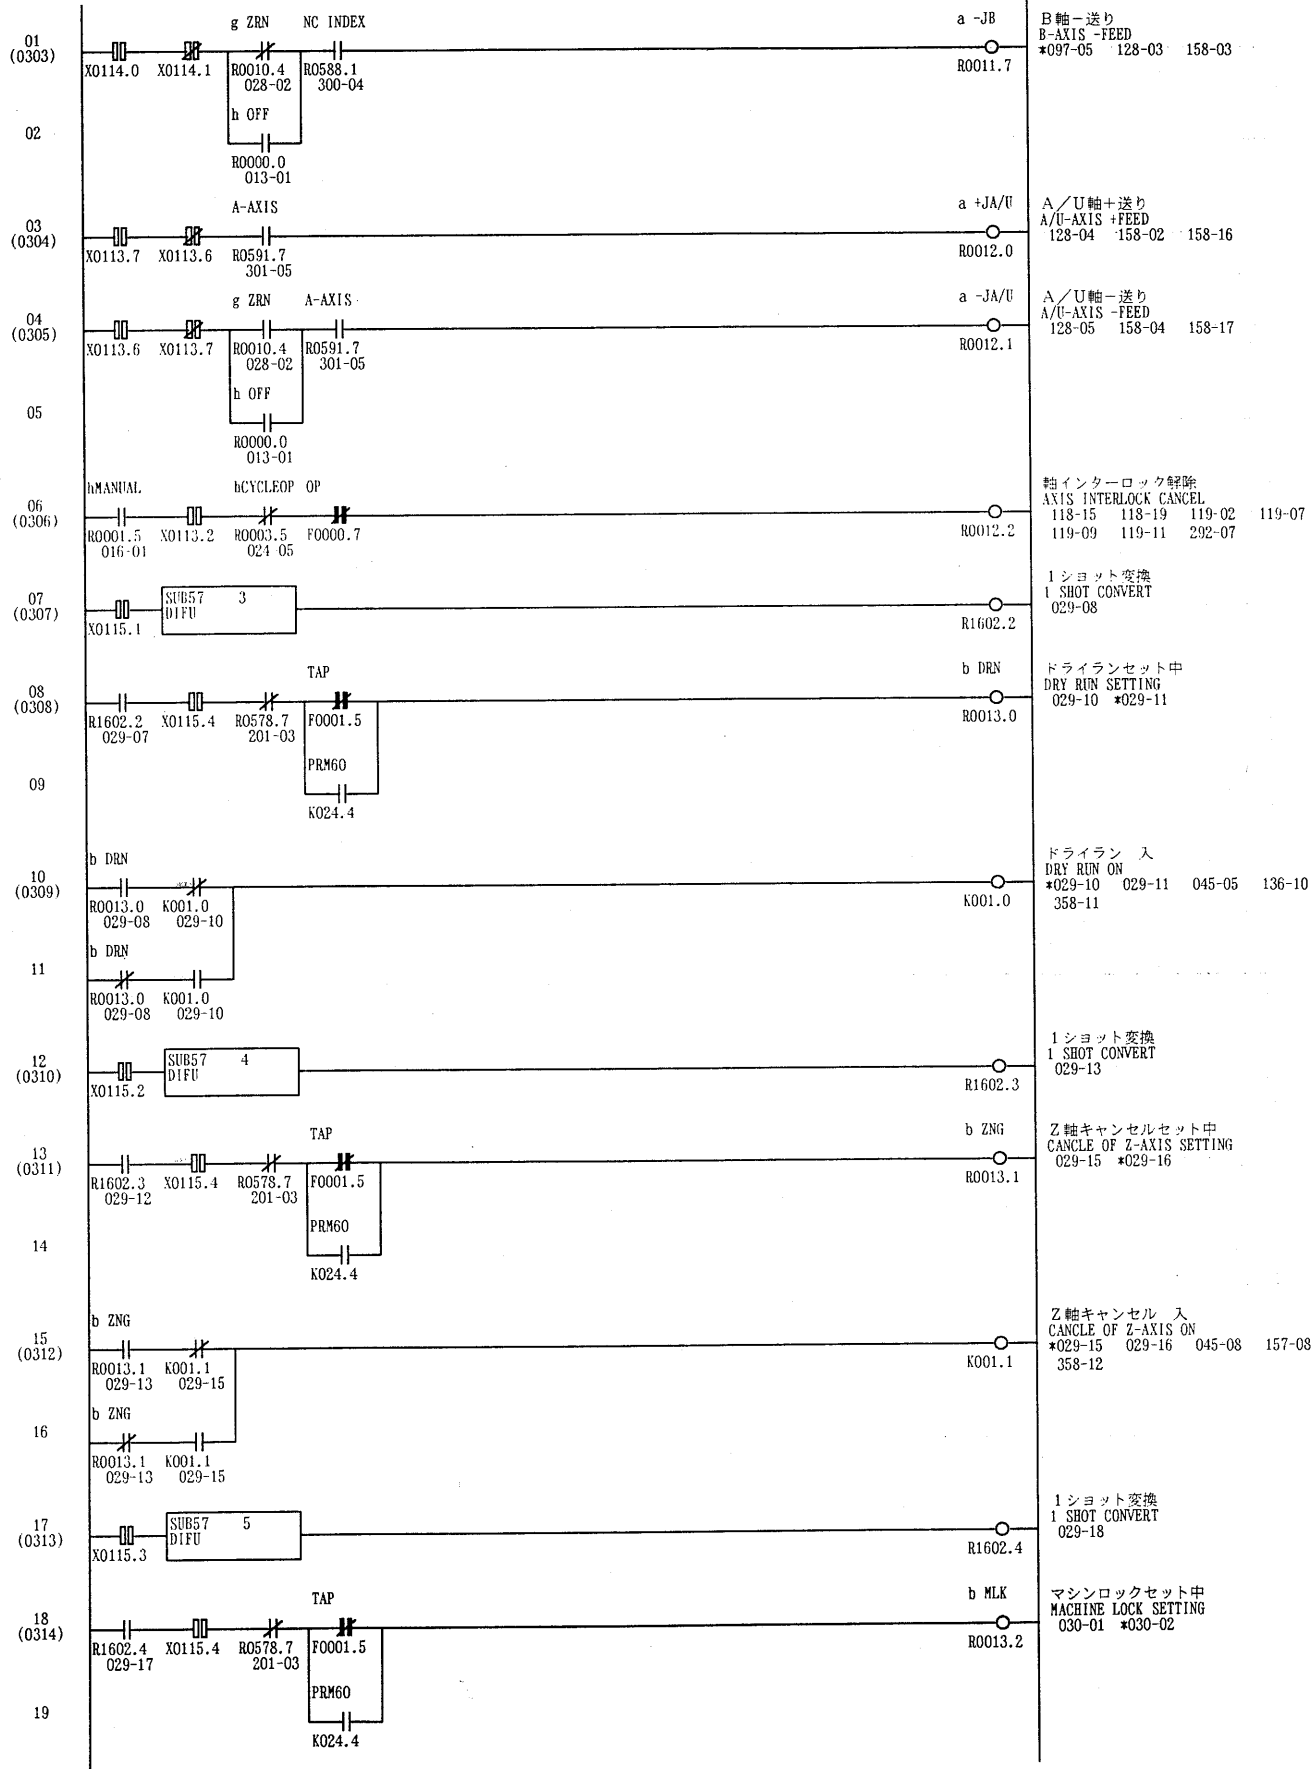 g ZRN NC INDEX a -JB B軸−送り
01 B-AXIS -FEED
(0303) *097-05 128-03 158-03
X0114.0 X0114.1 R0010.4 R0588.1 R0011.7
028-02 300-04
h OFF
02
R0000.0
013-01
A-AXIS a +JA/U A/U軸+送り
03 A/U-AXIS +FEED
(0304) 128-04 158-02 158-16
X0113.7 X0113.6 R0591.7 R0012.0
301-05
g ZRN A-AXIS a -JA/U A/U軸−送り
04 A/U-AXIS -FEED
(0305) 128-05 158-04 158-17
X0113.6 X0113.7 R0010.4 R0591.7 R0012.1
028-02 301-05
h OFF
05
R0000.0
013-01
hMANUAL hCYCLEOP OP 軸インターロック解除
06 AXIS INTERLOCK CANCEL
(0306) 118-15 118-19 119-02 119-07
R0001.5 X0113.2 R0003.5 F0000.7 R0012.2 119-09 119-11 292-07
016-01 024-05
1ショット変換
07 SUB57 3 1 SHOT CONVERT
(0307) DIFU 029-08
X0115.1 R1602.2
TAP b DRN ドライランセット中
08 DRY RUN SETTING
(0308) 029-10 *029-11
R1602.2 X0115.4 R0578.7 F0001.5 R0013.0
029-07 201-03
PRM60
09
K024.4
b DRN ドライラン 入
10 DRY RUN ON
(0309) *029-10 029-11 045-05 136-10
R0013.0 K001.0 K001.0 358-11
029-08 029-10
b DRN
11
R0013.0 K001.0
029-08 029-10
1ショット変換
12 SUB57 4 1 SHOT CONVERT
(0310) DIFU 029-13
X0115.2 R1602.3
TAP b ZNG Z軸キャンセルセット中
13 CANCLE OF Z-AXIS SETTING
(0311) 029-15 *029-16
R1602.3 X0115.4 R0578.7 F0001.5 R0013.1
029-12 201-03
PRM60
14
K024.4
b ZNG Z軸キャンセル 入
15 CANCLE OF Z-AXIS ON
(0312) *029-15 029-16 045-08 157-08
R0013.1 K001.1 K001.1 358-12
029-13 029-15
b ZNG
16
R0013.1 K001.1
029-13 029-15
1ショット変換
17 SUB57 5 1 SHOT CONVERT
(0313) DIFU 029-18
X0115.3 R1602.4
TAP b MLK マシンロックセット中
18 MACHINE LOCK SETTING
(0314) 030-01 *030-02
R1602.4 X0115.4 R0578.7 F0001.5 R0013.2
029-17 201-03
PRM60
19
K024.4